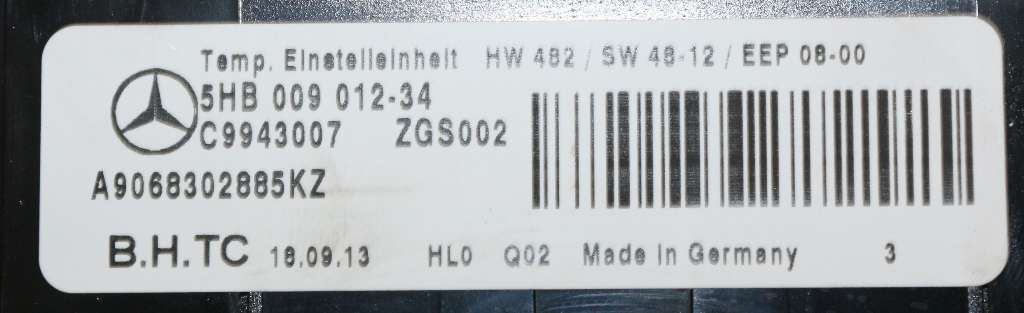 Temp. Einstelleinheit HW 482 / SW 48-12 / EEP 08-00
5HB 009 012-34
C9943007 ZGS002
A9068302885KZ
B.H.TC 18.09.13 HL0 Q02 Made in Germany 3